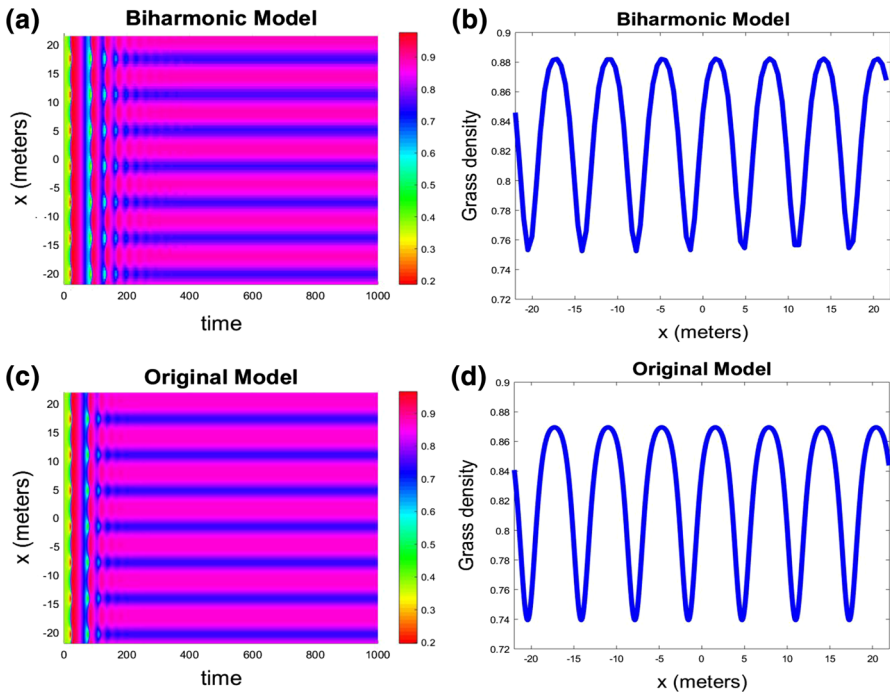 (a)
Biharmonic Model
x (meters)
20
15
10
5
0
-5
-10
-15
-20
0 200 400 600 800 1000
time
0.9
0.8
0.7
0.6
0.5
0.4
0.3
0.2
(b)
Biharmonic Model
Grass density
0.9
0.88
0.86
0.84
0.82
0.8
0.78
0.76
0.74
0.72
-20 -15 -10 -5 0 5 10 15 20
x (meters)
(c)
Original Model
x (meters)
20
15
10
5
0
-5
-10
-15
-20
0 200 400 600 800 1000
time
0.9
0.8
0.7
0.6
0.5
0.4
0.3
0.2
(d)
Original Model
Grass density
0.9
0.88
0.86
0.84
0.82
0.8
0.78
0.76
0.74
0.72
-20 -15 -10 -5 0 5 10 15 20
x (meters)